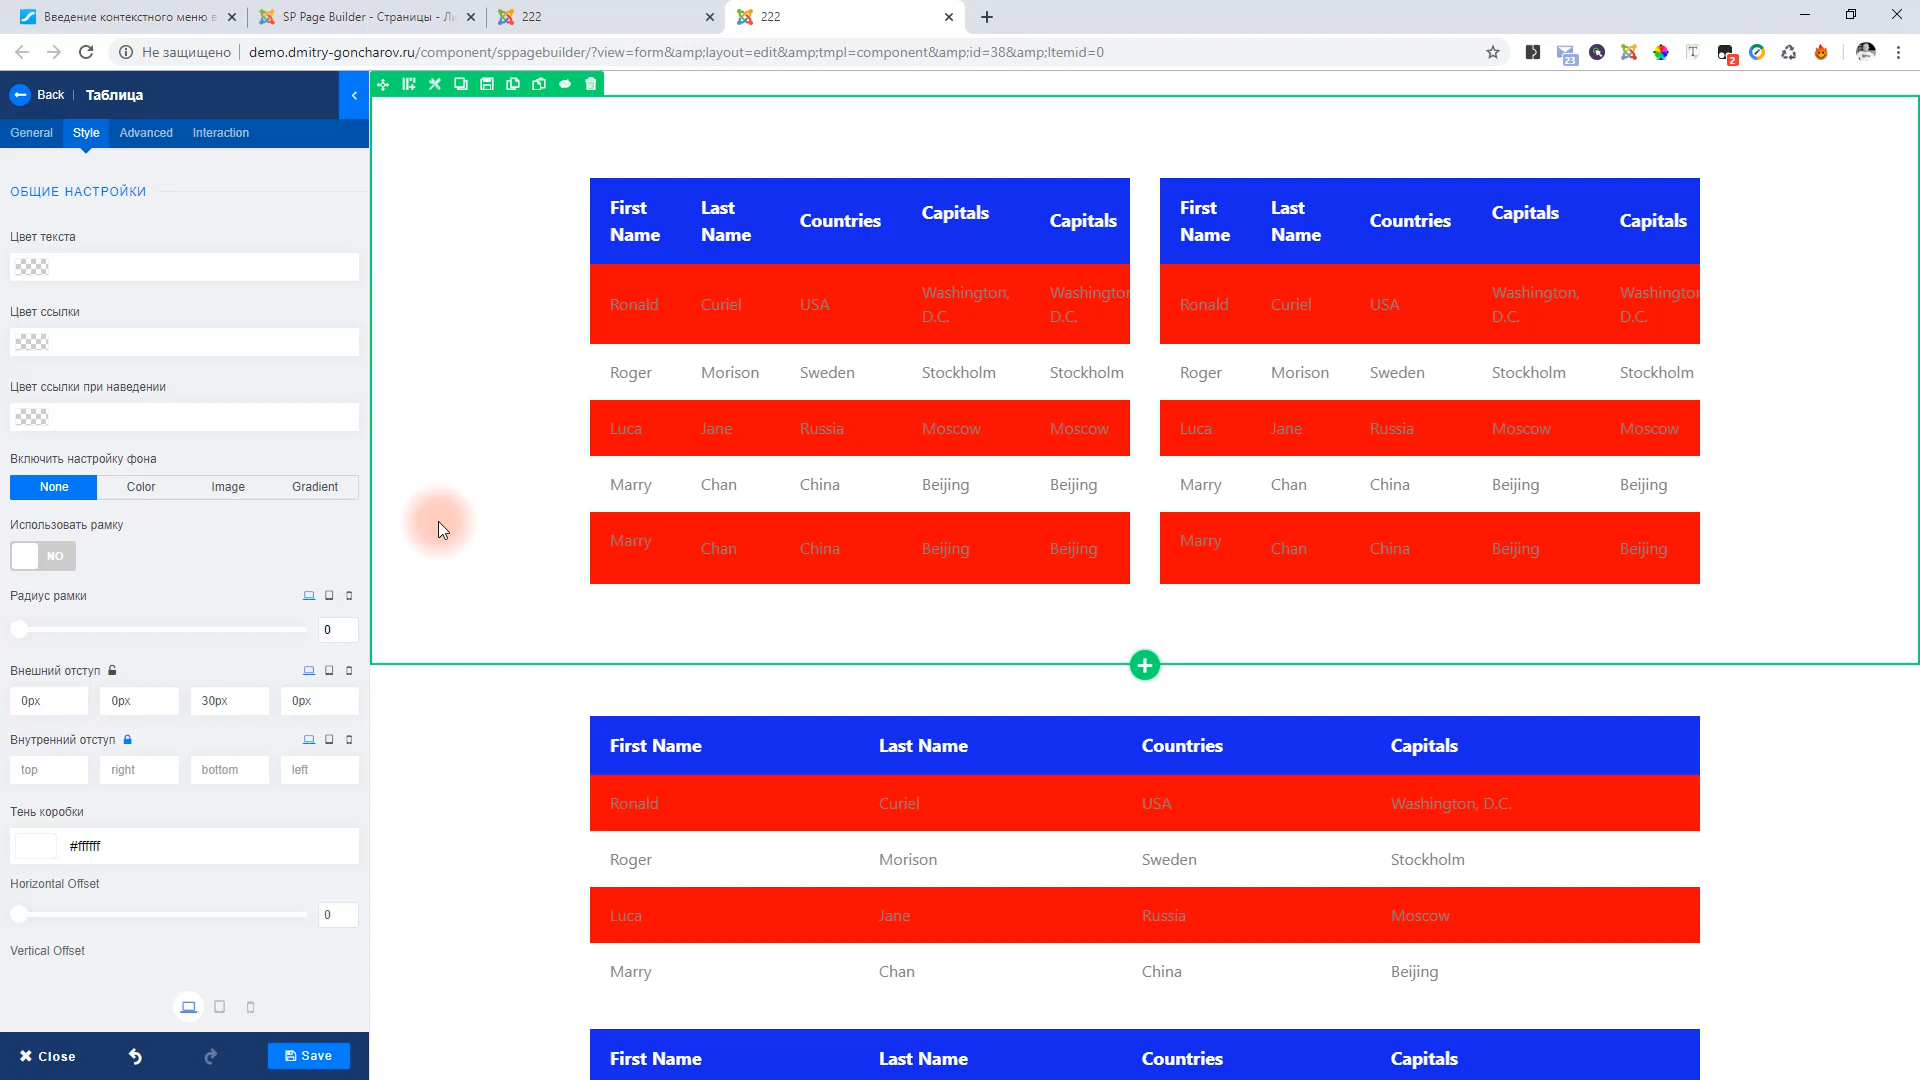 Введение контекстного меню в
SP Page Builder - Страницы - Ли
222
222
Не защищено
demo.dmitry-goncharov.ru/component/sppagebuilder/?view=form&amp;layout=edit&amp;tmpl=component&amp;id=38&amp;Itemid=0
23
2
Back
Таблица
General
Style
Advanced
Interaction
ОБЩИЕ НАСТРОЙКИ
Цвет текста
Цвет ссылки
Цвет ссылки при наведении
Включить настройку фона
None
Color
Image
Gradient
Использовать рамку
NO
Радиус рамки
0
Внешний отступ
0px
0px
30px
0px
Внутренний отступ
top
right
bottom
left
Тень коробки
#ffffff
Horizontal Offset
0
Vertical Offset
Close
Save
First Name
Last Name
Countries
Capitals
Capitals
Ronald
Curiel
USA
Washington, D.C.
Washington D.C.
Roger
Morison
Sweden
Stockholm
Stockholm
Luca
Jane
Russia
Moscow
Moscow
Marry
Chan
China
Beijing
Beijing
Marry
Chan
China
Beijing
Beijing
First Name
Last Name
Countries
Capitals
Capitals
Ronald
Curiel
USA
Washington, D.C.
Washington D.C.
Roger
Morison
Sweden
Stockholm
Stockholm
Luca
Jane
Russia
Moscow
Moscow
Marry
Chan
China
Beijing
Beijing
Marry
Chan
China
Beijing
Beijing
First Name
Last Name
Countries
Capitals
Ronald
Curiel
USA
Washington, D.C.
Roger
Morison
Sweden
Stockholm
Luca
Jane
Russia
Moscow
Marry
Chan
China
Beijing
First Name
Last Name
Countries
Capitals